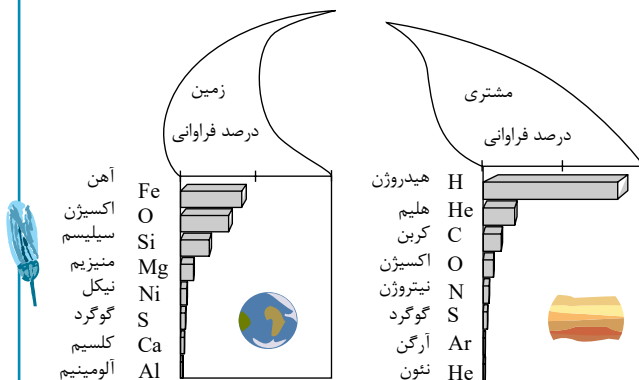 زمین
درصد فراوانی
آهن Fe
اکسیژن O
سیلیسم Si
منیزیم Mg
نیکل Ni
گوگرد S
کلسیم Ca
آلومینیم Al
مشتری
درصد فراوانی
هیدروژن H
هلیم He
کربن C
اکسیژن O
نیتروژن N
گوگرد S
آرگن Ar
نئون He